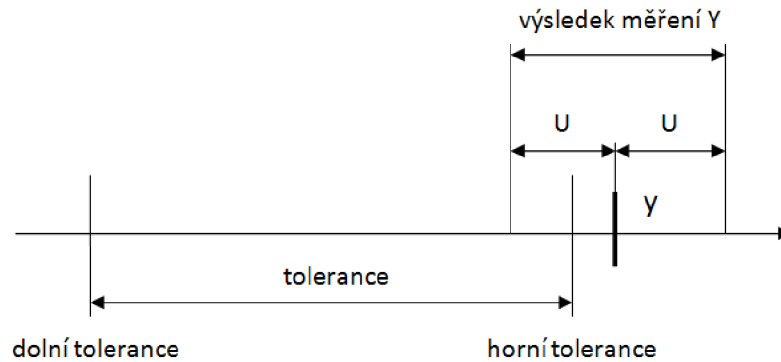 výsledek měření Y
U U
y
tolerance
dolní tolerance horní tolerance